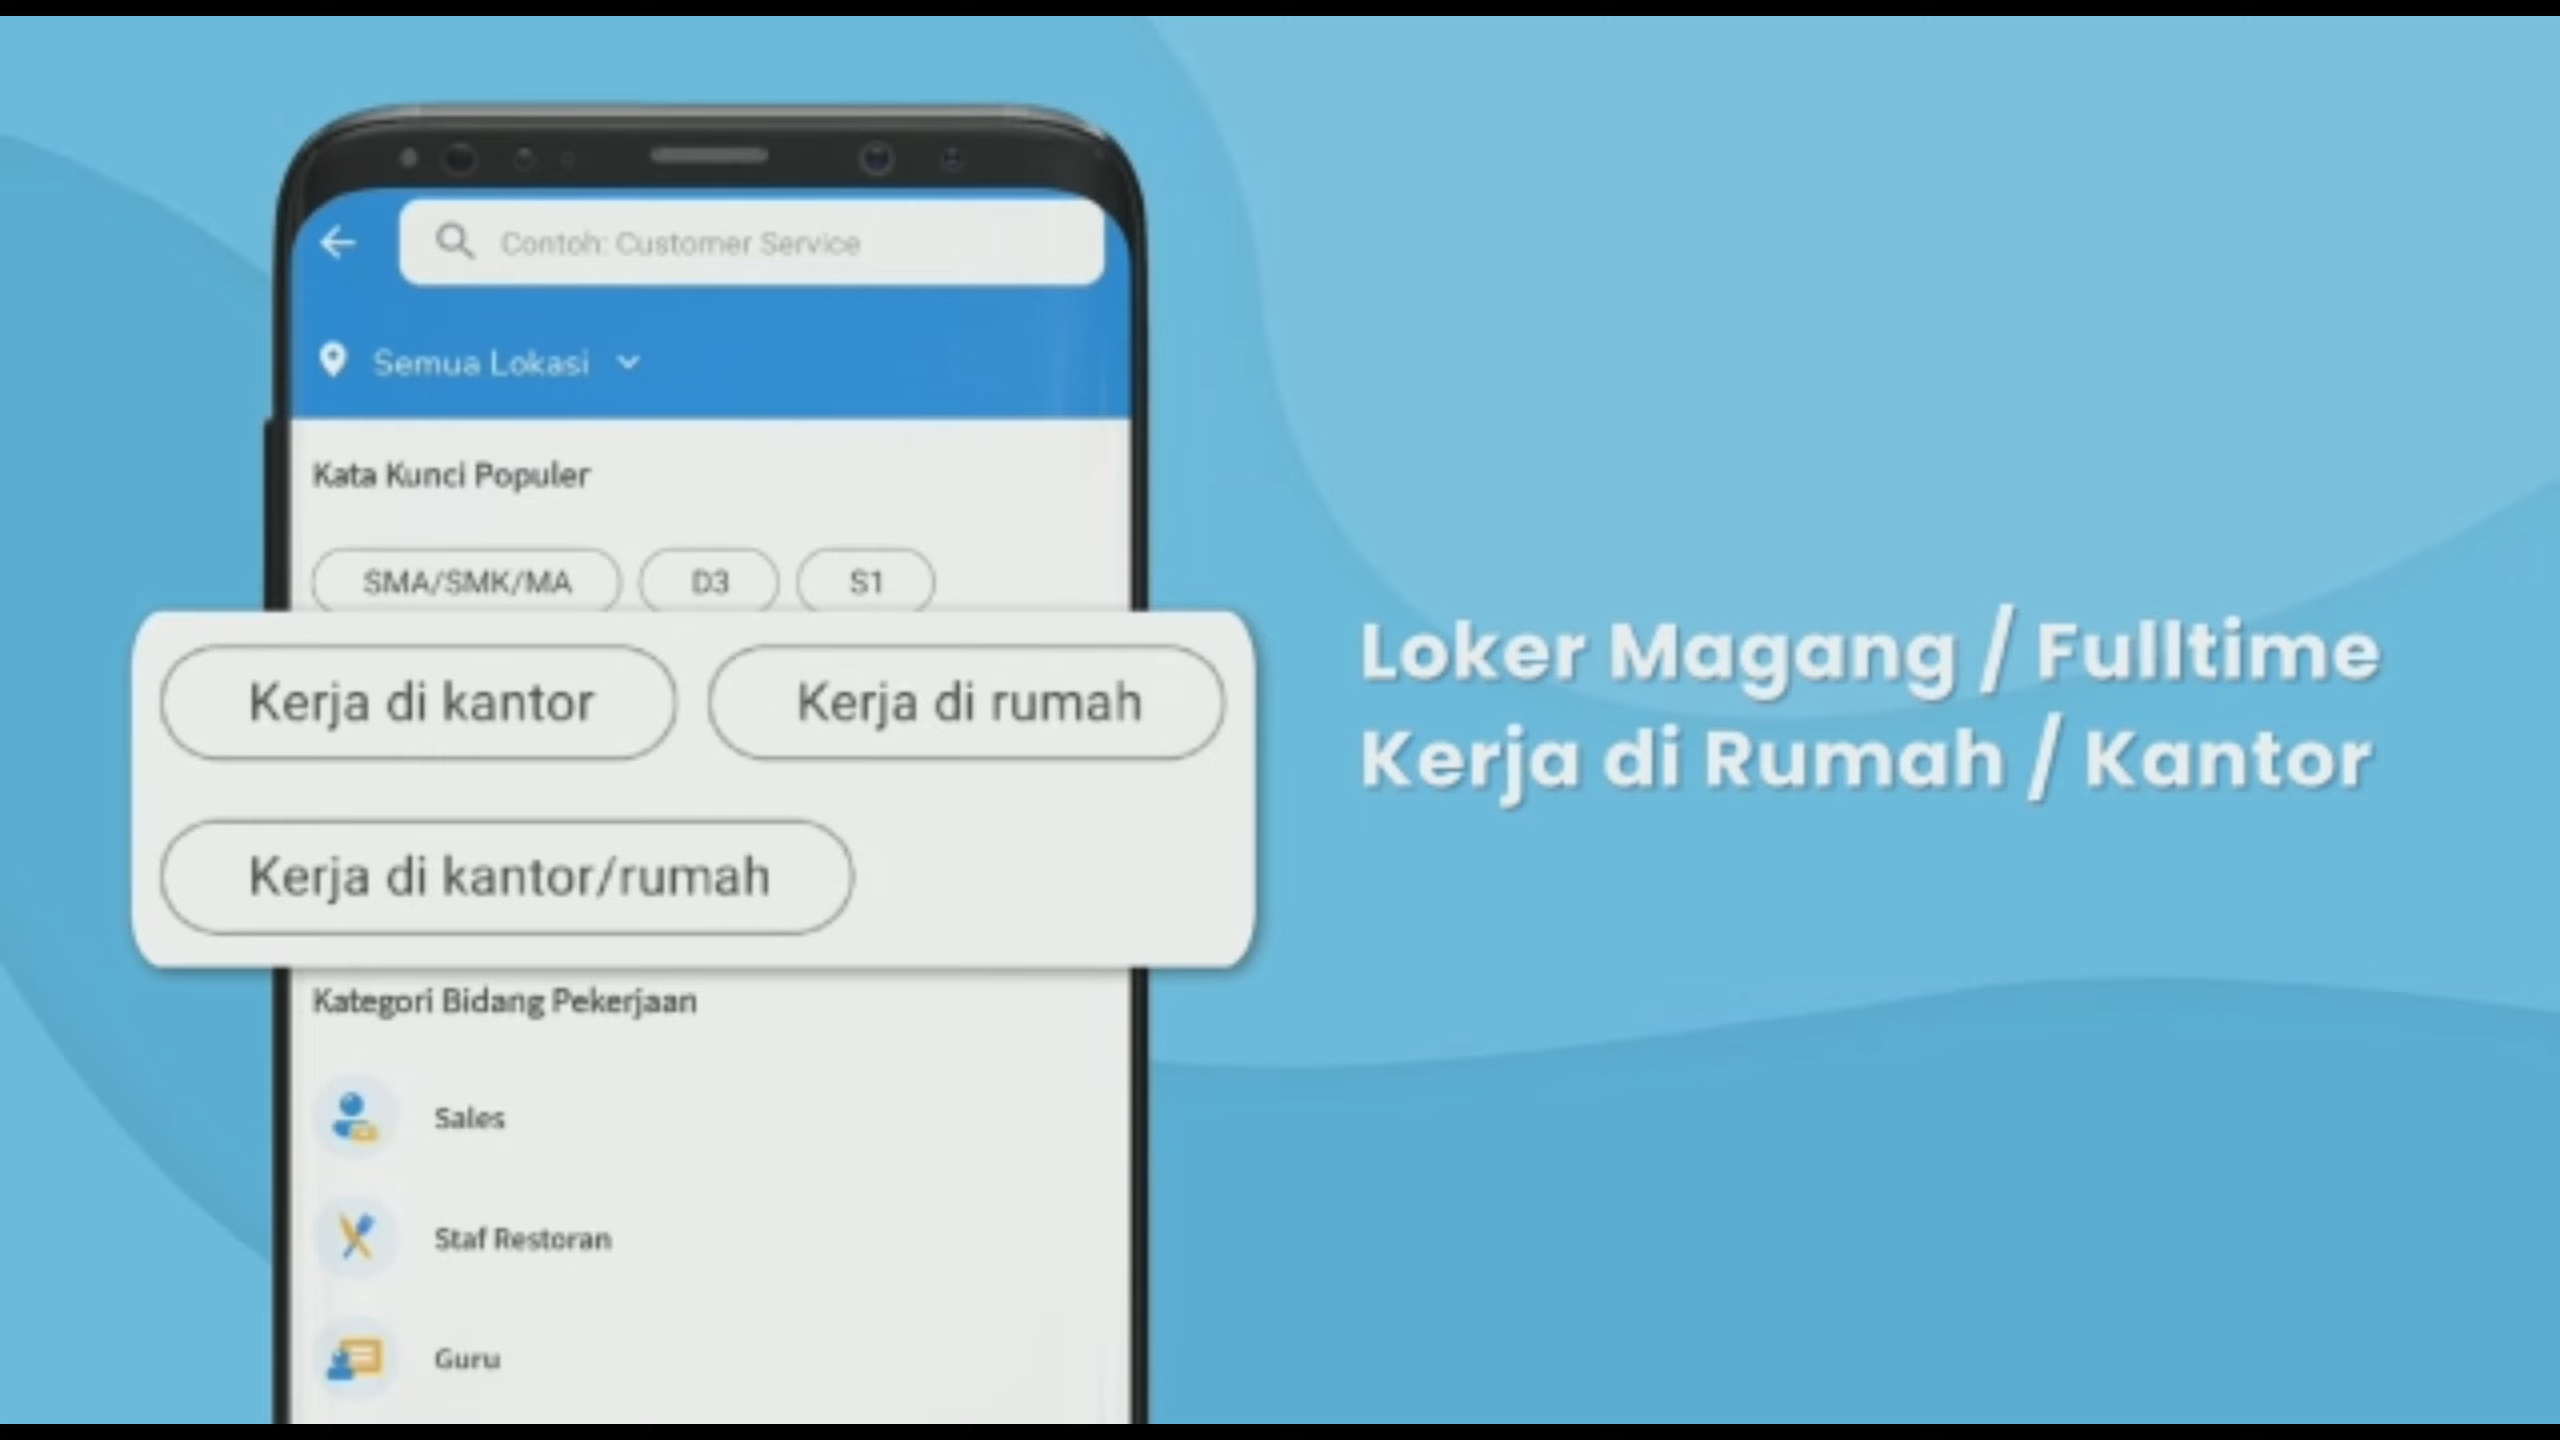 Contoh: Customer Service
Semua Lokasi
Kata Kunci Populer
SMA/SMK/MA D3 S1
Kerja di kantor Kerja di rumah
Kerja di kantor/rumah
Loker Magang / Fulltime
Kerja di Rumah / Kantor
Kategori Bidang Pekerjaan
Sales
Staf Restoran
Guru